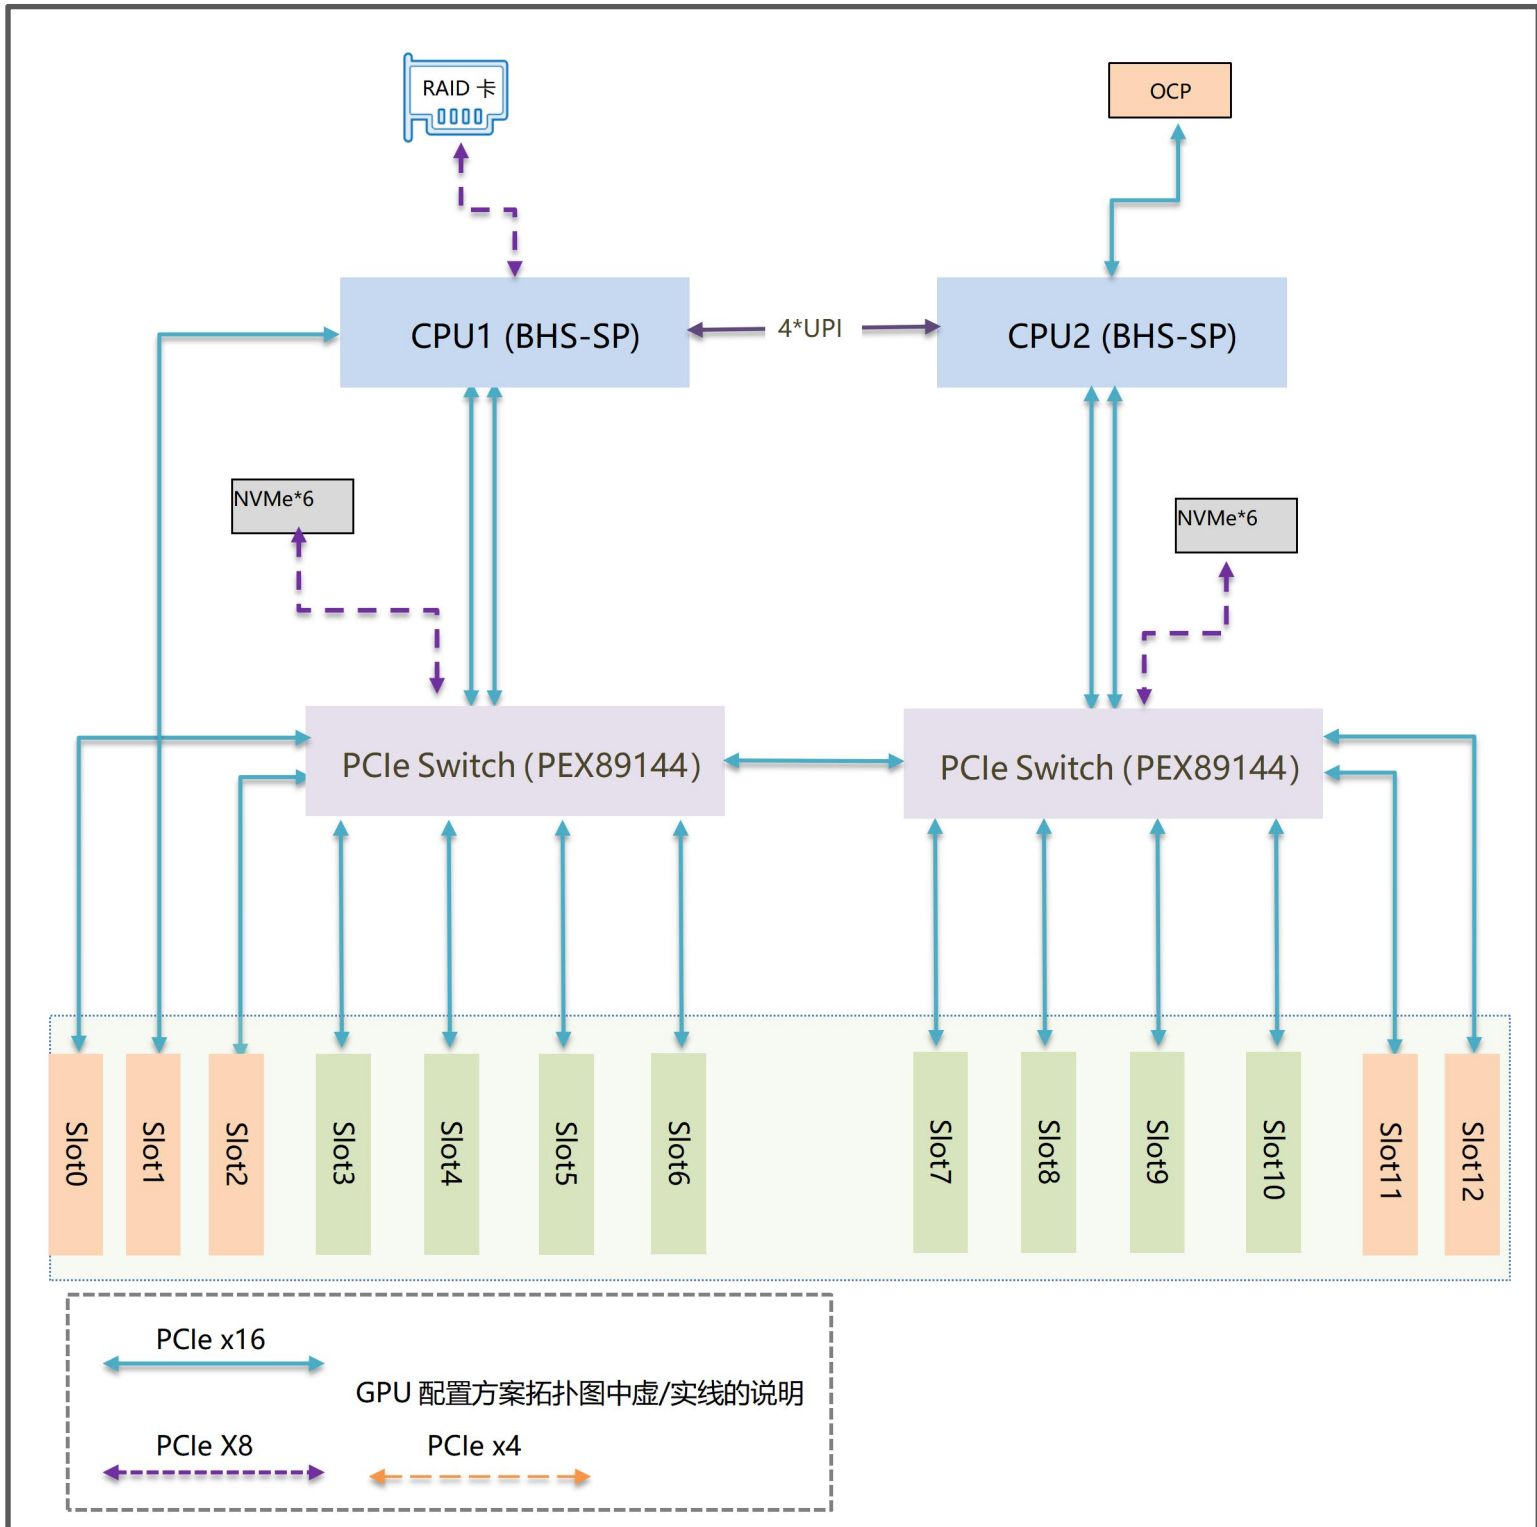 RAID 卡
OCP
CPU1 (BHS-SP)
4*UPI
CPU2 (BHS-SP)
NVMe*6
NVMe*6
PCIe Switch (PEX89144）
PCIe Switch (PEX89144）
Slot0
Slot1
Slot2
Slot3
Slot4
Slot5
Slot6
Slot7
Slot8
Slot9
Slot10
Slot11
Slot12
PCIe x16
GPU 配置方案拓扑图中虚/实线的说明
PCIe X8
PCIe x4